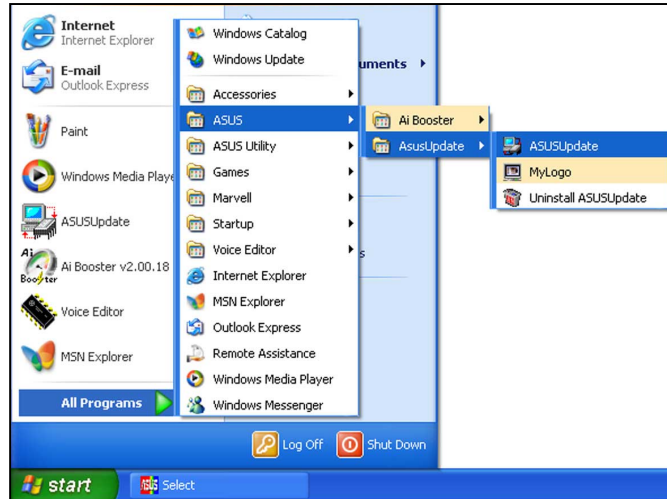 Internet
Internet Explorer
E-mail
Outlook Express
Paint
Windows Media Playe
ASUSUpdate
Ai Booster
Ai Booster v2.00.18
Voice Editor
MSN Explorer
All Programs
Windows Catalog
Windows Update
Accessories
ASUS
ASUS Utility
Games
Marvell
Startup
Voice Editor
Internet Explorer
MSN Explorer
Outlook Express
Remote Assistance
Windows Media Player
Windows Messenger
uments
s
Ai Booster
AsusUpdate
ASUSUpdate
MyLogo
Uninstall ASUSUpdate
Log Off
Shut Down
start
ASUS
Select